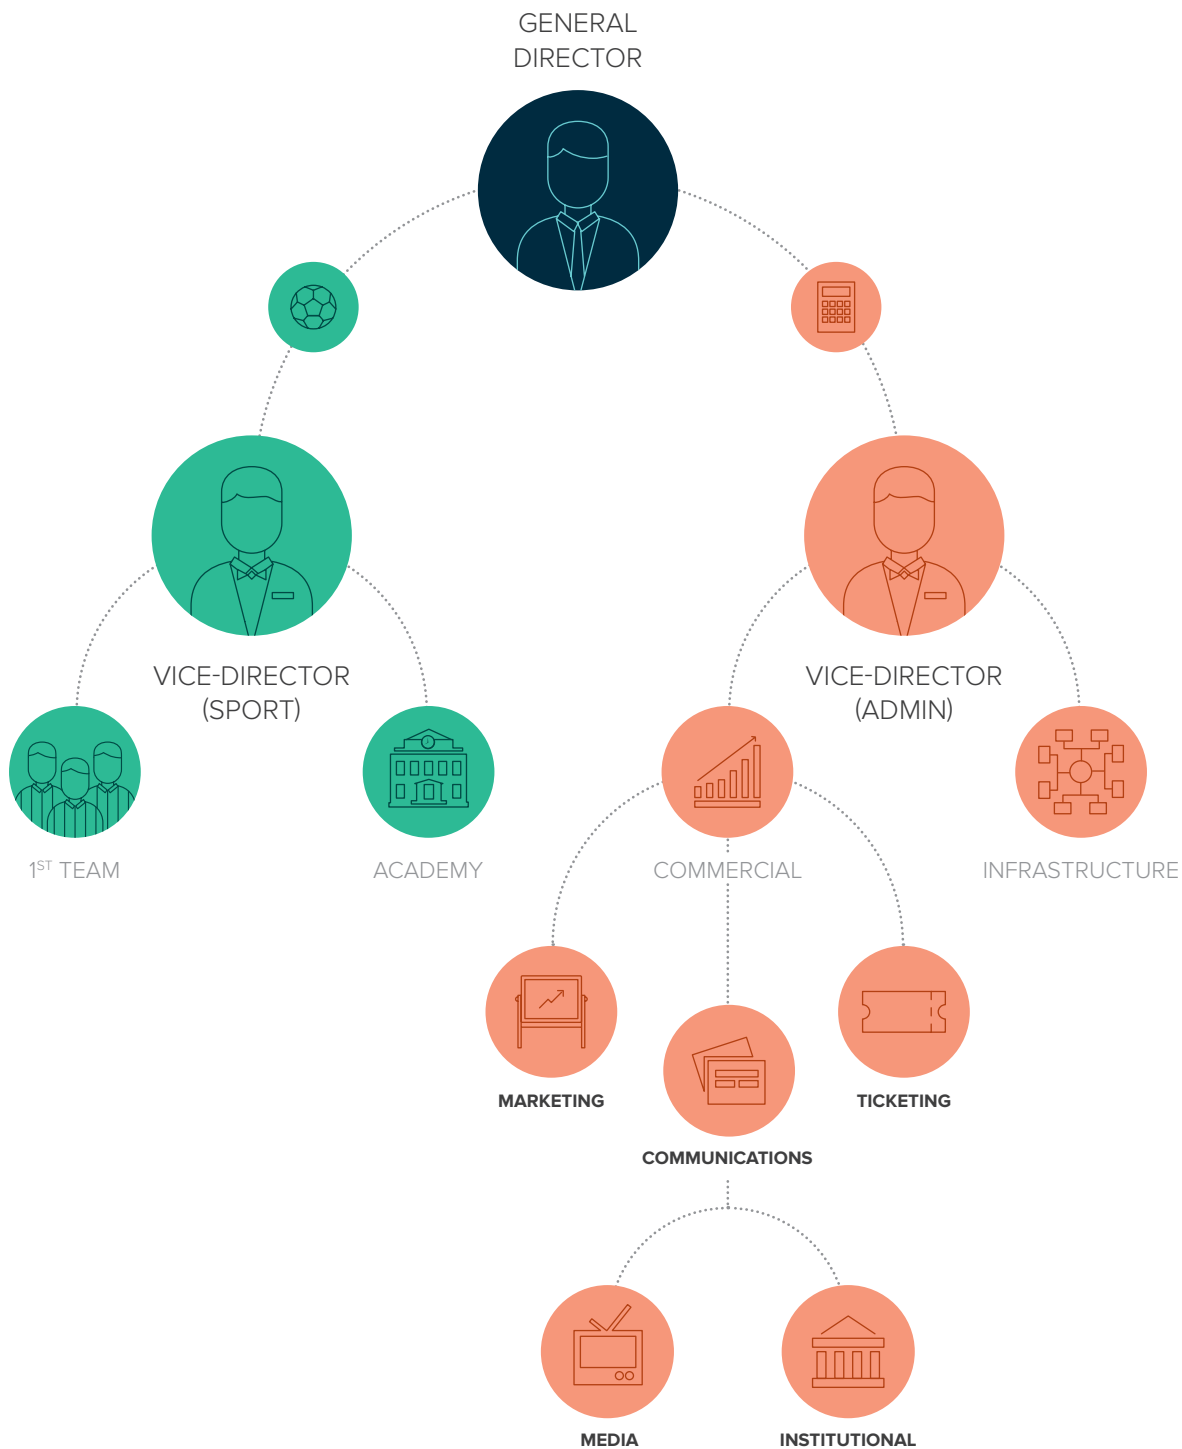 GENERAL
DIRECTOR
VICE-DIRECTOR
(SPORT)
VICE-DIRECTOR
(ADMIN)
1ST TEAM
ACADEMY
COMMERCIAL
INFRASTRUCTURE
MARKETING
TICKETING
COMMUNICATIONS
MEDIA
INSTITUTIONAL